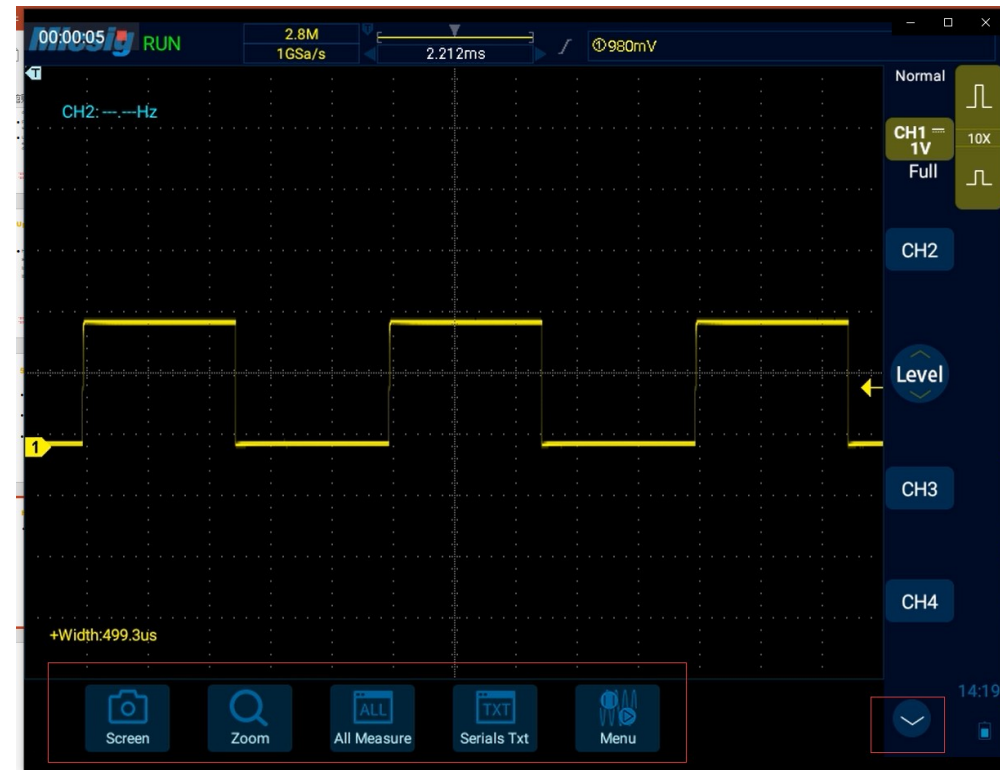 00:00:05
RUN
2.8M
1GSa/s
T
2.212ms
①980mV
T
CH2: ---.---Hz
Normal
CH1
1V
10X
Full
CH2
Level
1
CH3
CH4
+Width:499.3us
ALL
TXT
Screen
Zoom
All Measure
Serials Txt
Menu
14:19